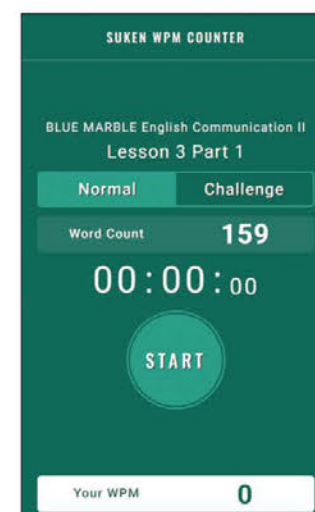 SUKEN WPM COUNTER
BLUE MARBLE English Communication II
Lesson 3 Part 1
Normal Challenge
Word Count 159
00:00:00
START
Your WPM 0